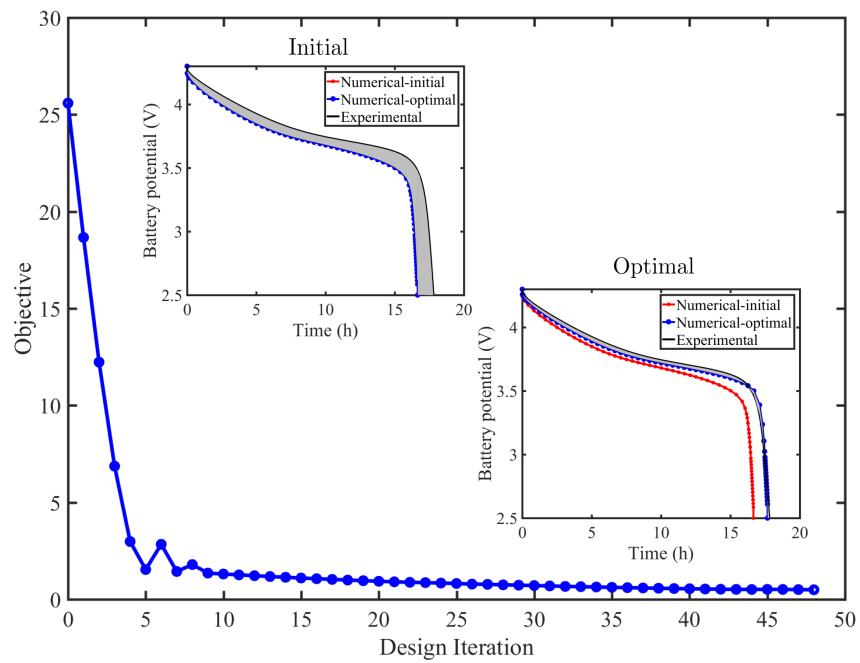 30
25
20
15
10
5
0
Objective
0 5 10 15 20 25 30 35 40 45 50
Design Iteration
Initial
Numerical-initial
Numerical-optimal
Experimental
4
3.5
3
2.5
Battery potential (V)
0 5 10 15 20
Time (h)
Optimal
Numerical-initial
Numerical-optimal
Experimental
4
3.5
3
2.5
Battery potential (V)
0 5 10 15 20
Time (h)